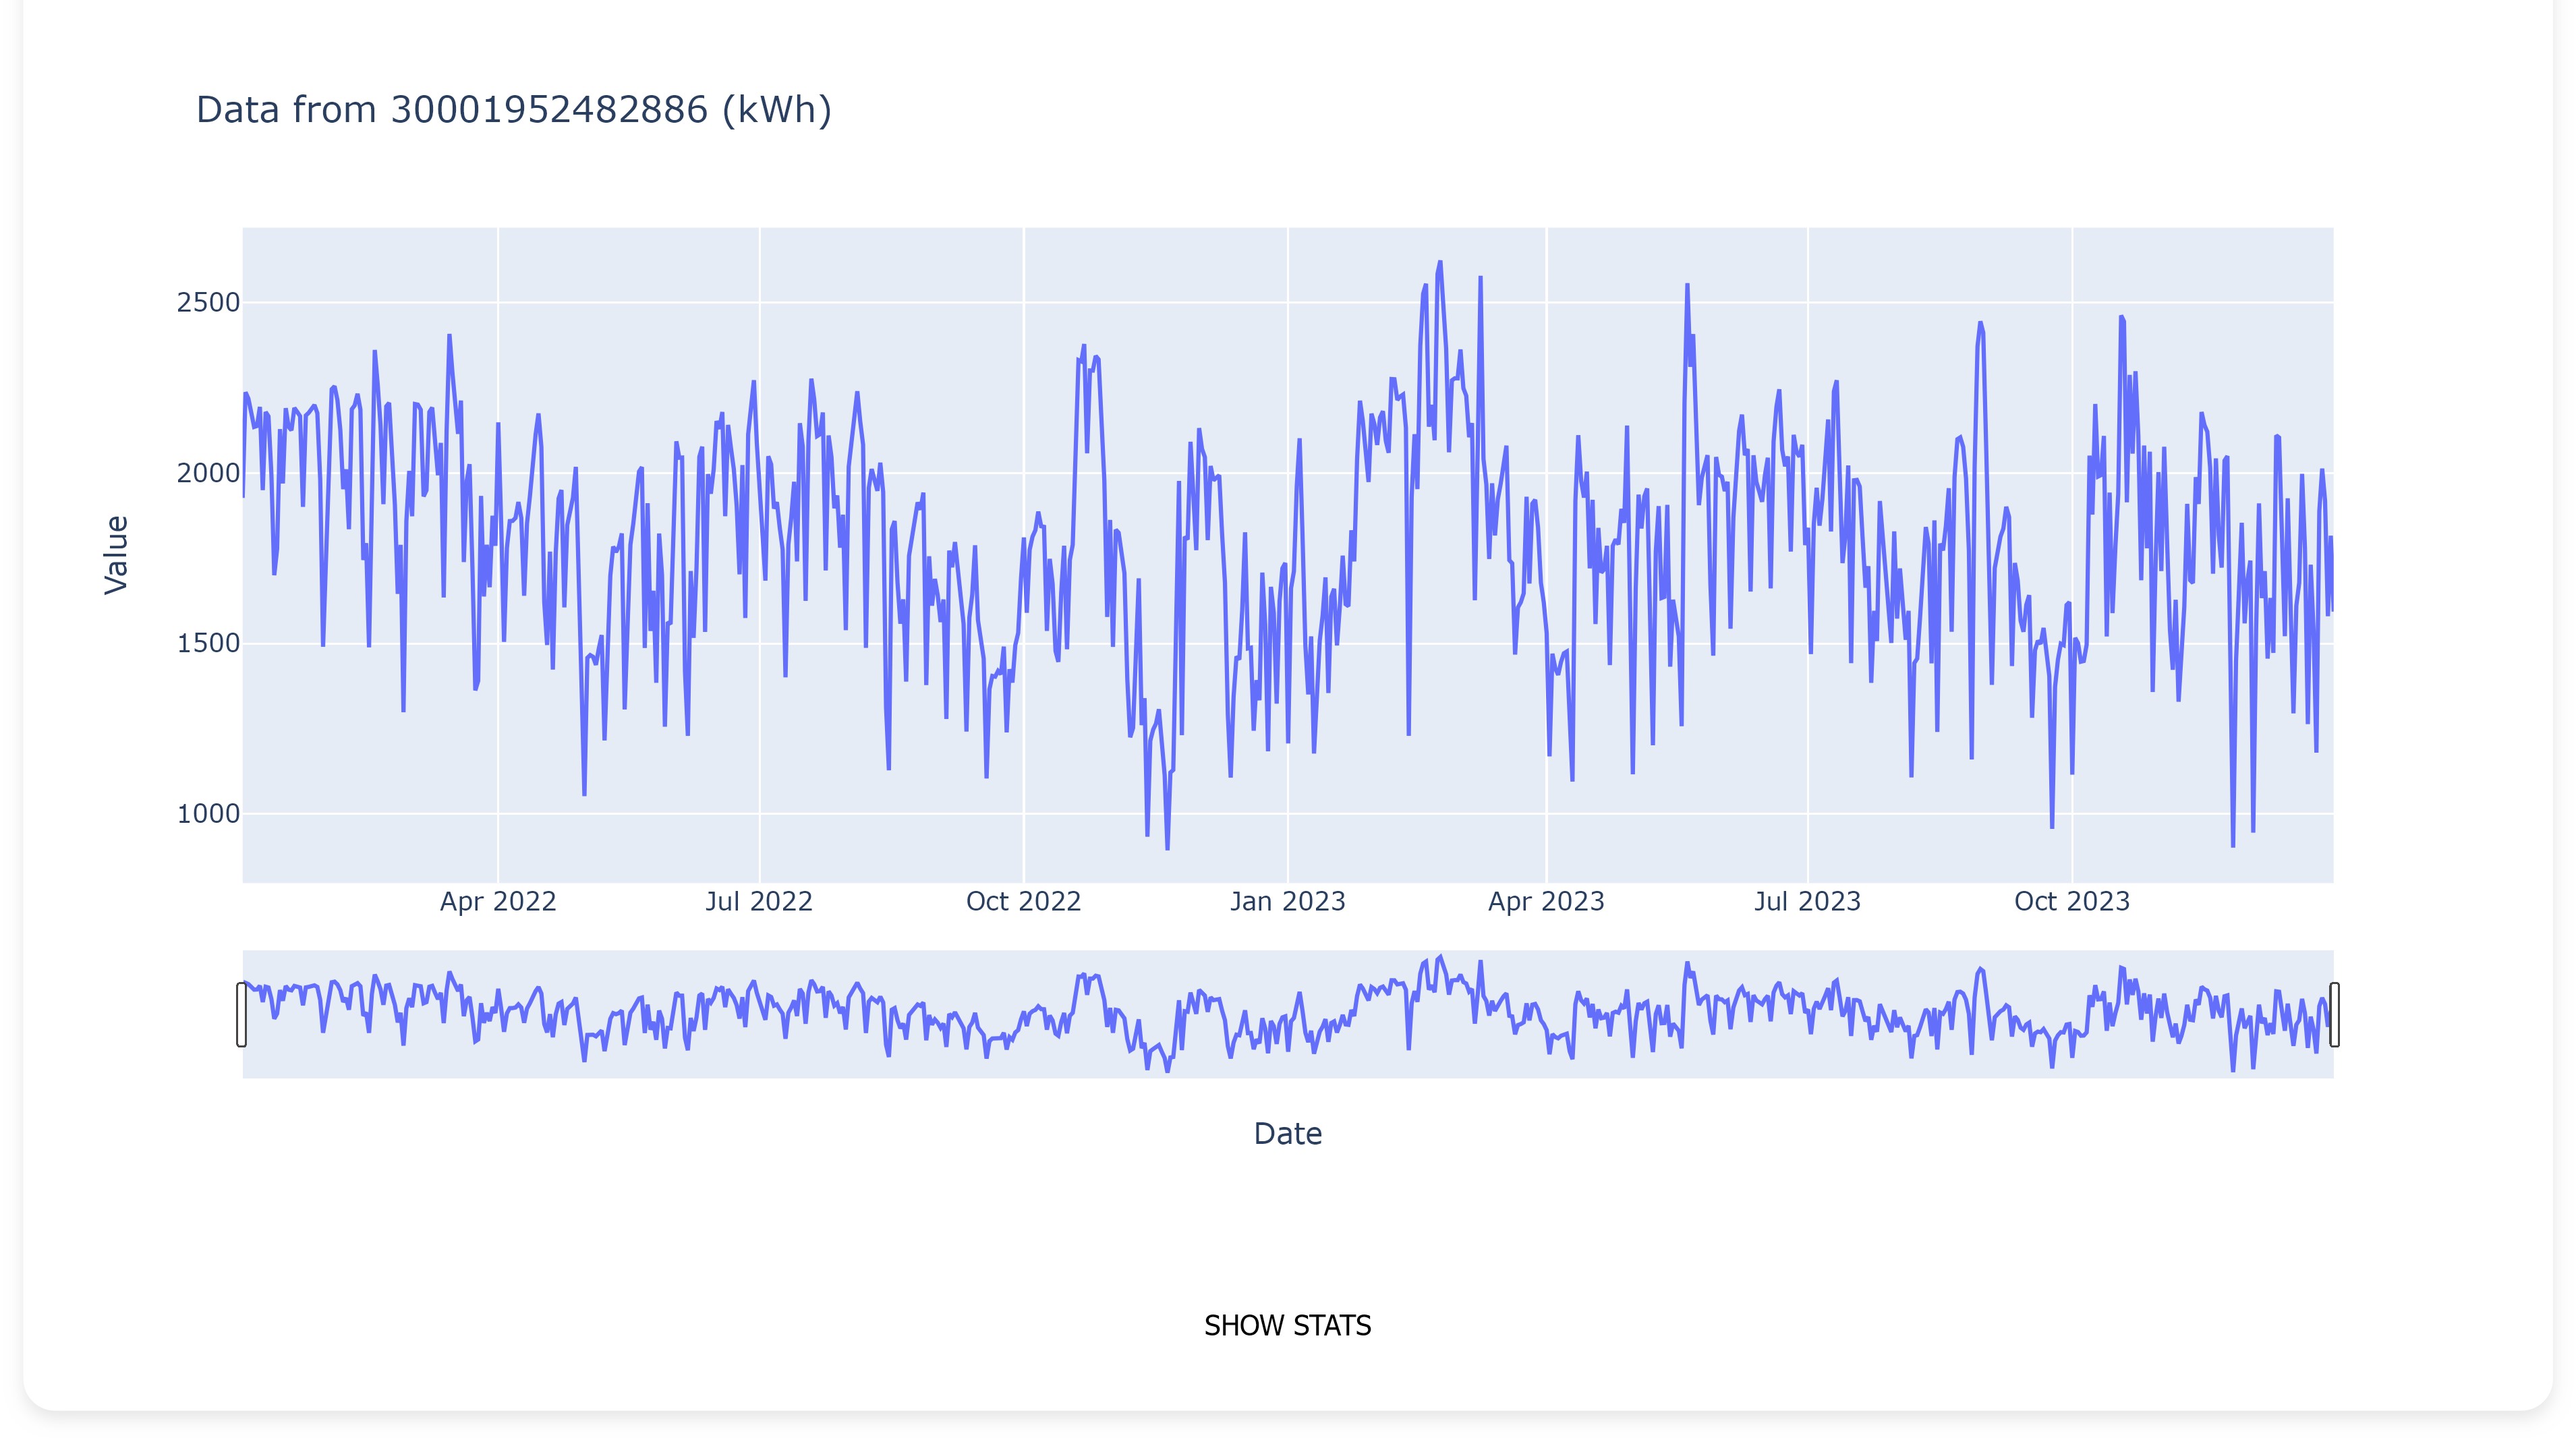 Data from 30001952482886 (kWh)
2500
2000
1500
1000
Value
Apr 2022
Jul 2022
Oct 2022
Jan 2023
Apr 2023
Jul 2023
Oct 2023
Date
SHOW STATS